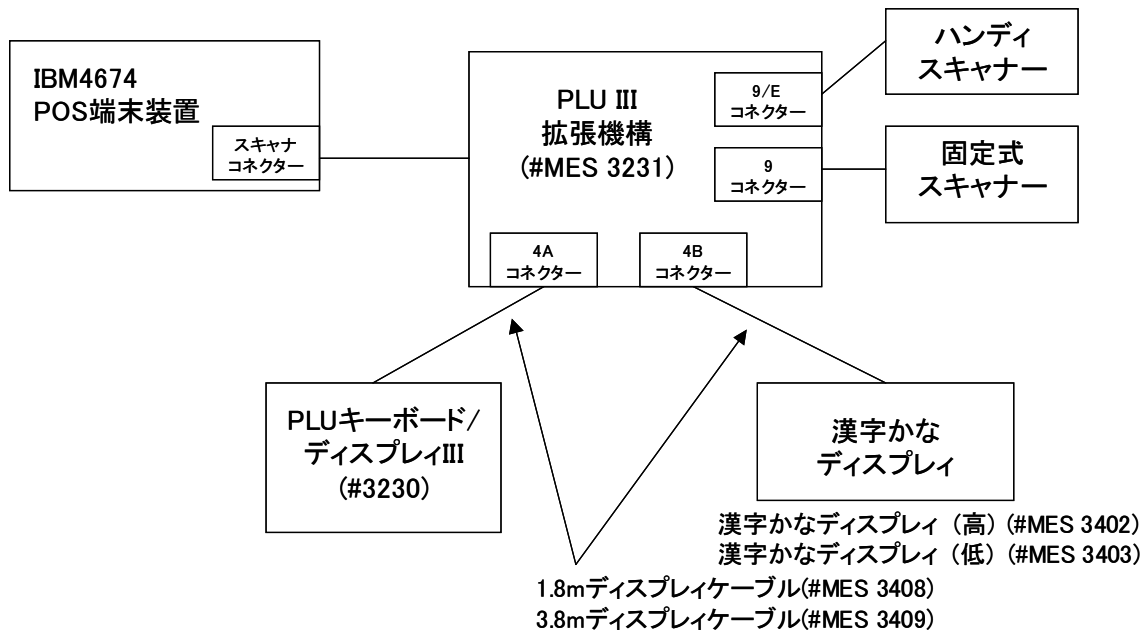 IBM4674
POS端末装置
スキャナ
コネクター
PLU III
拡張機構
(#MES 3231)
9/E
コネクター
9
コネクター
4A
コネクター
4B
コネクター
ハンディ
スキャナー
固定式
スキャナー
PLUキーボード/
ディスプレィIII
(#3230)
漢字かな
ディスプレィ
漢字かなディスプレィ（高）(#MES 3402)
漢字かなディスプレィ（低）(#MES 3403)
1.8mディスプレィケーブル(#MES 3408)
3.8mディスプレィケーブル(#MES 3409)